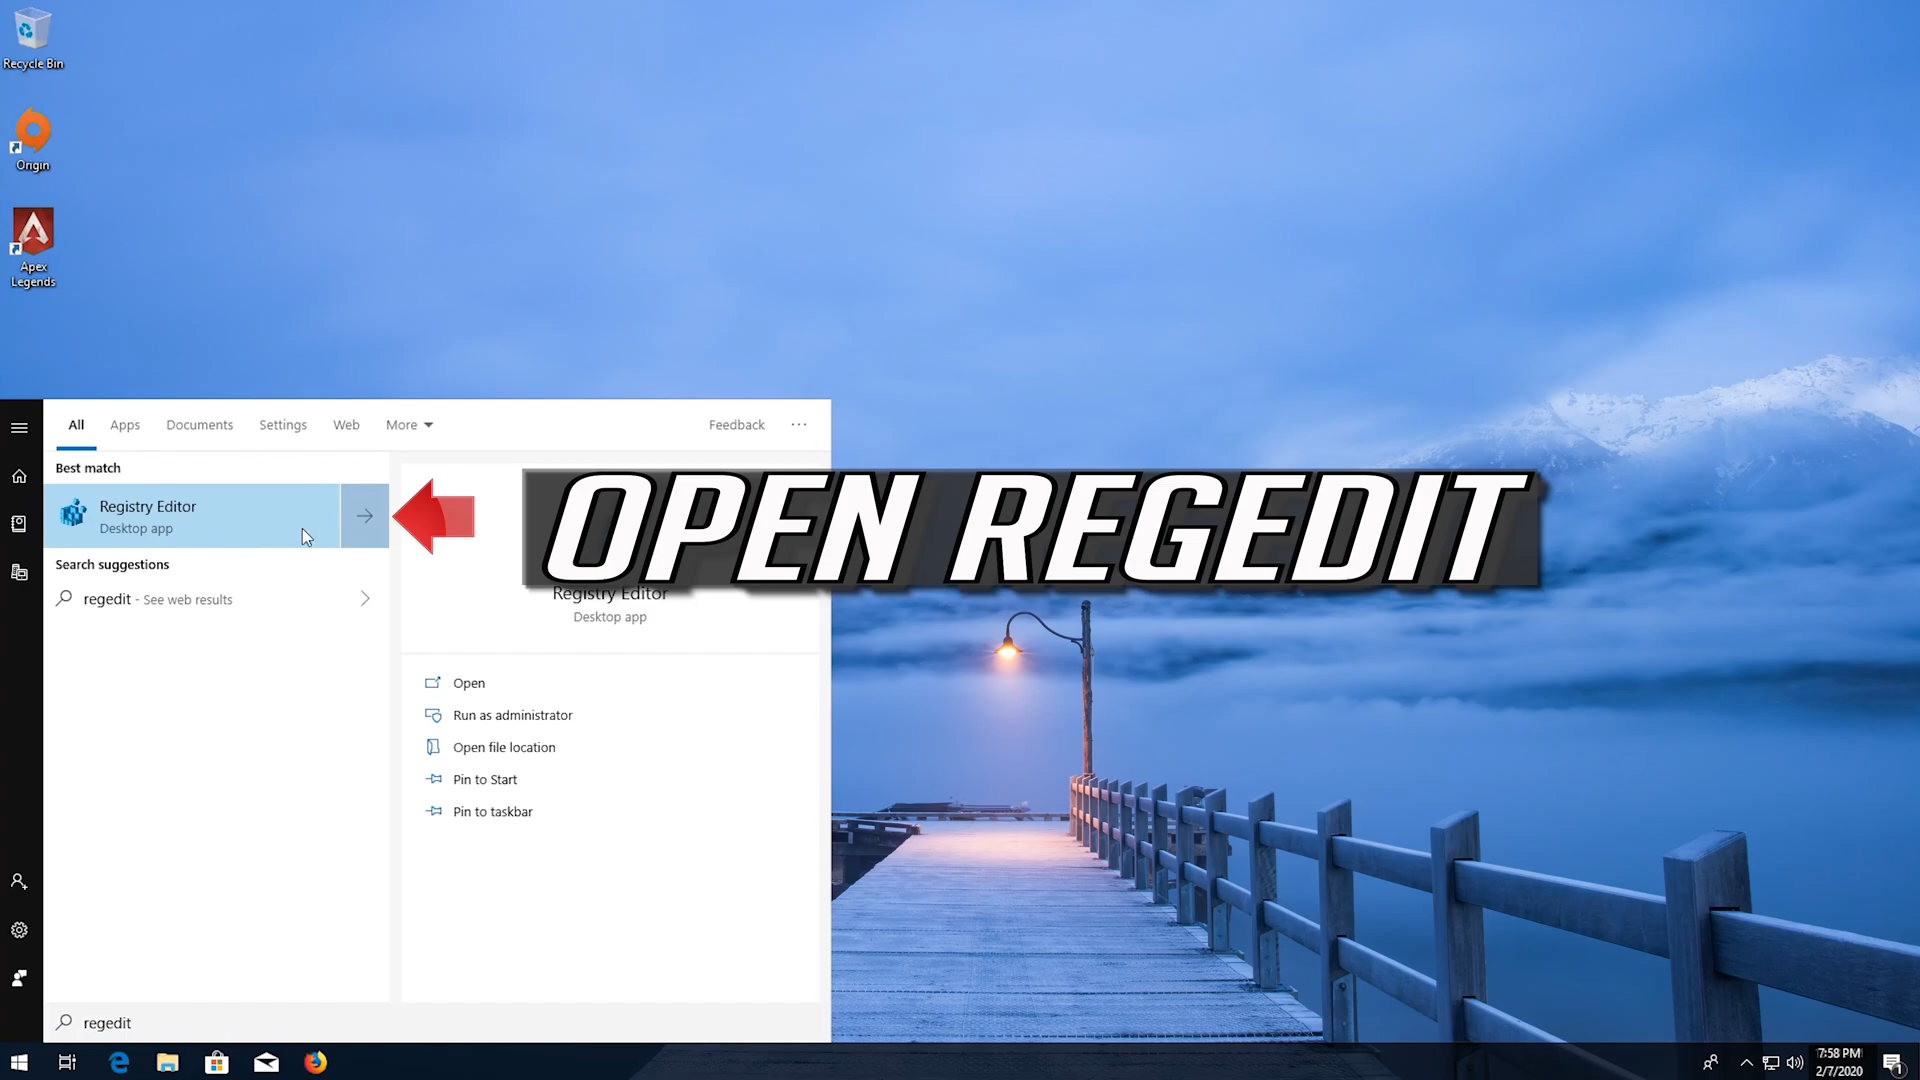 Recycle Bin
Origin
Apex
Legends
All Apps Documents Settings Web More Feedback ...
Best match
Registry Editor
Desktop app
Search suggestions
regedit - See web results
OPEN REGEDIT
Registry Editor
Desktop app
Open
Run as administrator
Open file location
Pin to Start
Pin to taskbar
regedit
7:58 PM
2/7/2020
1